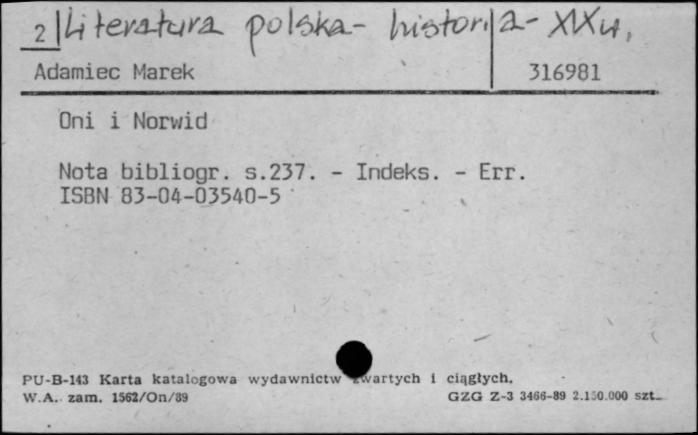 2 Literatura polska - historia - XIX w.
Adamiec Marek 316981
Oni i Norwid
Nota bibliogr. s.237. - Indeks. - Err.
ISBN 83-04-03540-5
PU-B-143 Karta katalogowa wydawnictw zwartych i ciągłych.
W.A. zam. 1562/On/89 GZG Z-3 3466-89 2.150.000 szt.